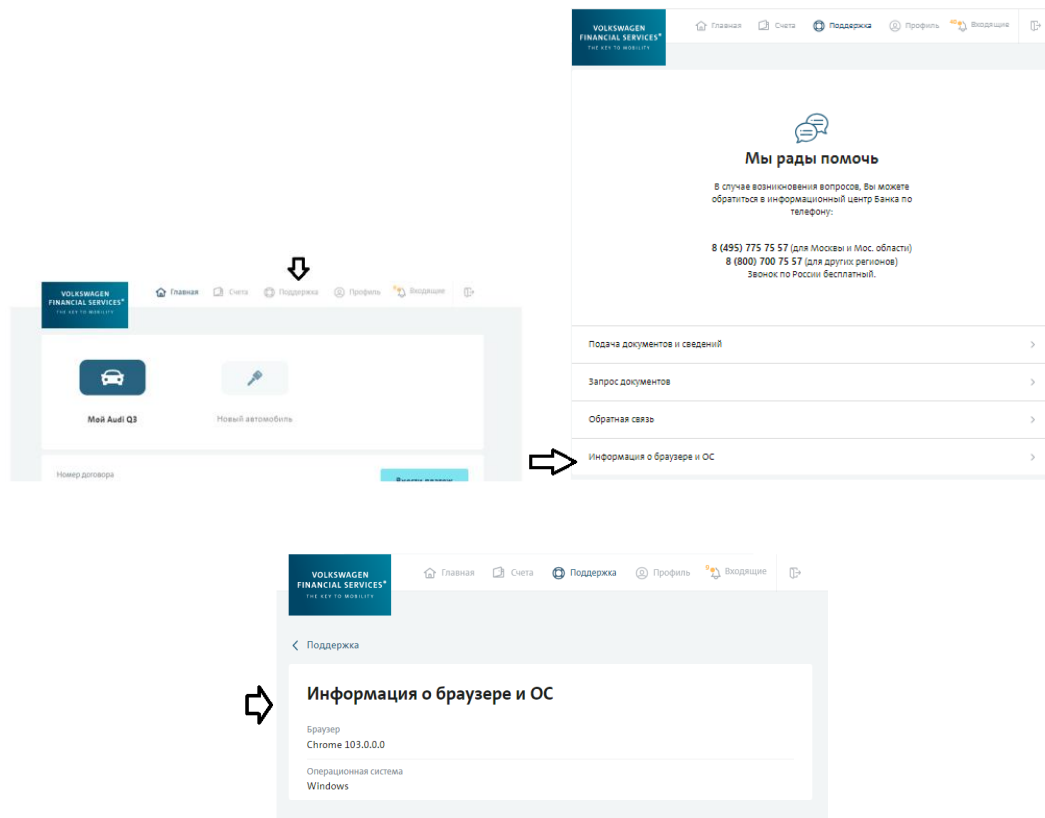 VOLKSWAGEN
FINANCIAL SERVICES®
THE KEY TO MOBILITY
Главная Счета Поддержка Профиль Входящие
Мой Audi Q3
Новый автомобиль
Номер договора
Внести платеж
VOLKSWAGEN
FINANCIAL SERVICES®
THE KEY TO MOBILITY
Главная Счета Поддержка Профиль Входящие
Мы рады помочь
В случае возникновения вопросов, Вы можете
обратиться в информационный центр Банка по
телефону:
8 (495) 775 75 57 (для Москвы и Мос. области)
8 (800) 700 75 57 (для других регионов)
Звонок по России бесплатный.
Подача документов и сведений
Запрос документов
Обратная связь
Информация о браузере и ОС
VOLKSWAGEN
FINANCIAL SERVICES®
THE KEY TO MOBILITY
Главная Счета Поддержка Профиль Входящие
Поддержка
Информация о браузере и ОС
Браузер
Chrome 103.0.0.0
Операционная система
Windows